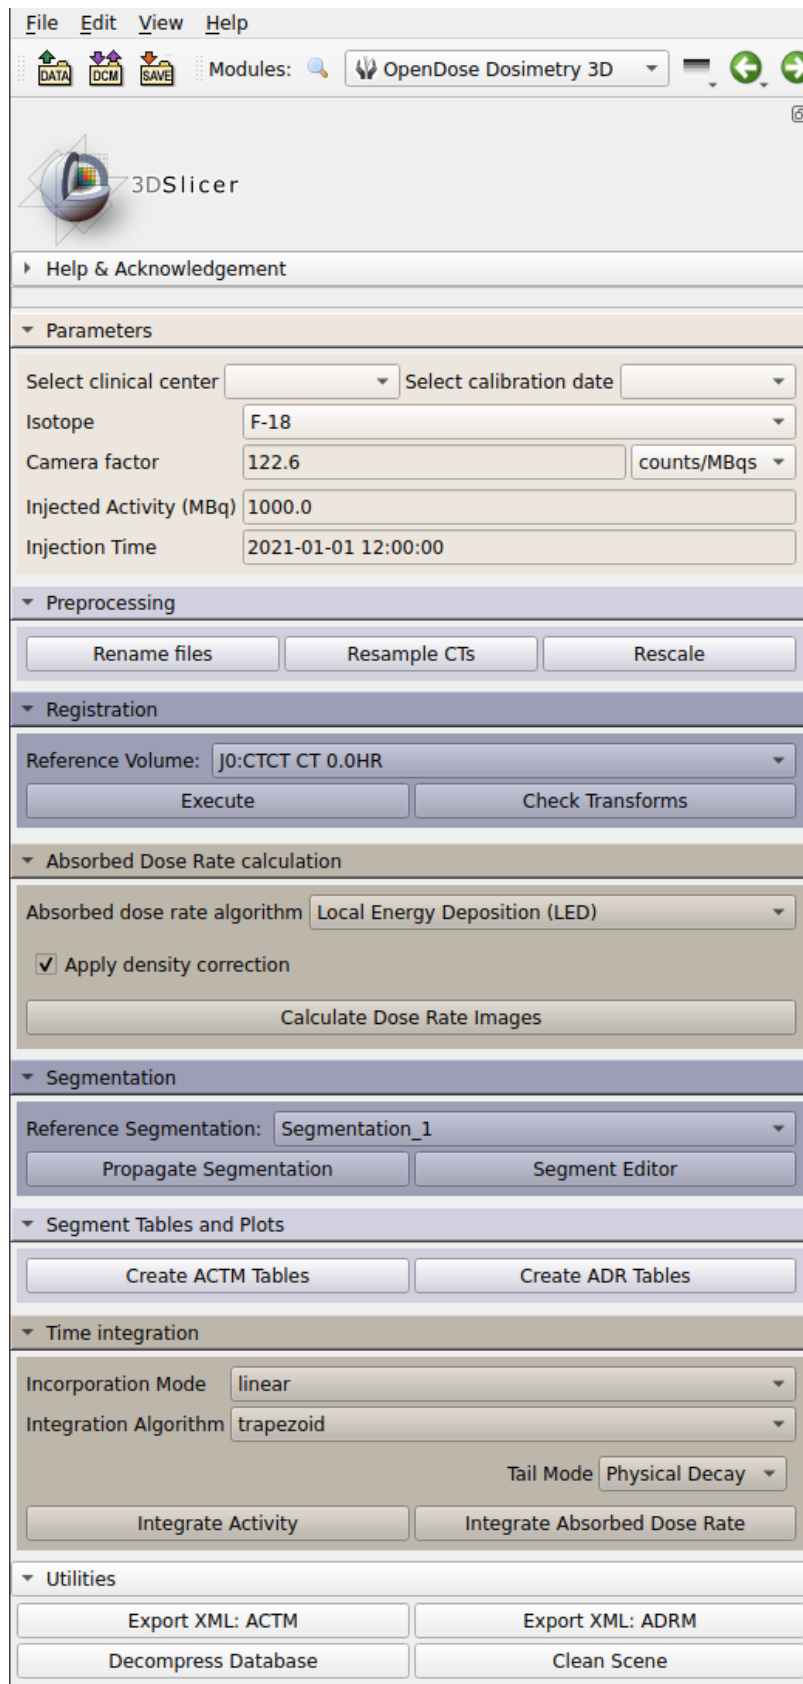 File Edit View Help
DATA DCM SAVE Modules: OpenDose Dosimetry 3D
3DSlicer
Help & Acknowledgement
Parameters
Select clinical center Select calibration date
Isotope F-18
Camera factor 122.6 counts/MBqs
Injected Activity (MBq) 1000.0
Injection Time 2021-01-01 12:00:00
Preprocessing
Rename files Resample CTs Rescale
Registration
Reference Volume: J0:CTCT CT 0.0HR
Execute Check Transforms
Absorbed Dose Rate calculation
Absorbed dose rate algorithm Local Energy Deposition (LED)
Apply density correction
Calculate Dose Rate Images
Segmentation
Reference Segmentation: Segmentation_1
Propagate Segmentation Segment Editor
Segment Tables and Plots
Create ACTM Tables Create ADR Tables
Time integration
Incorporation Mode linear
Integration Algorithm trapezoid
Tail Mode Physical Decay
Integrate Activity Integrate Absorbed Dose Rate
Utilities
Export XML: ACTM Export XML: ADRM
Decompress Database Clean Scene